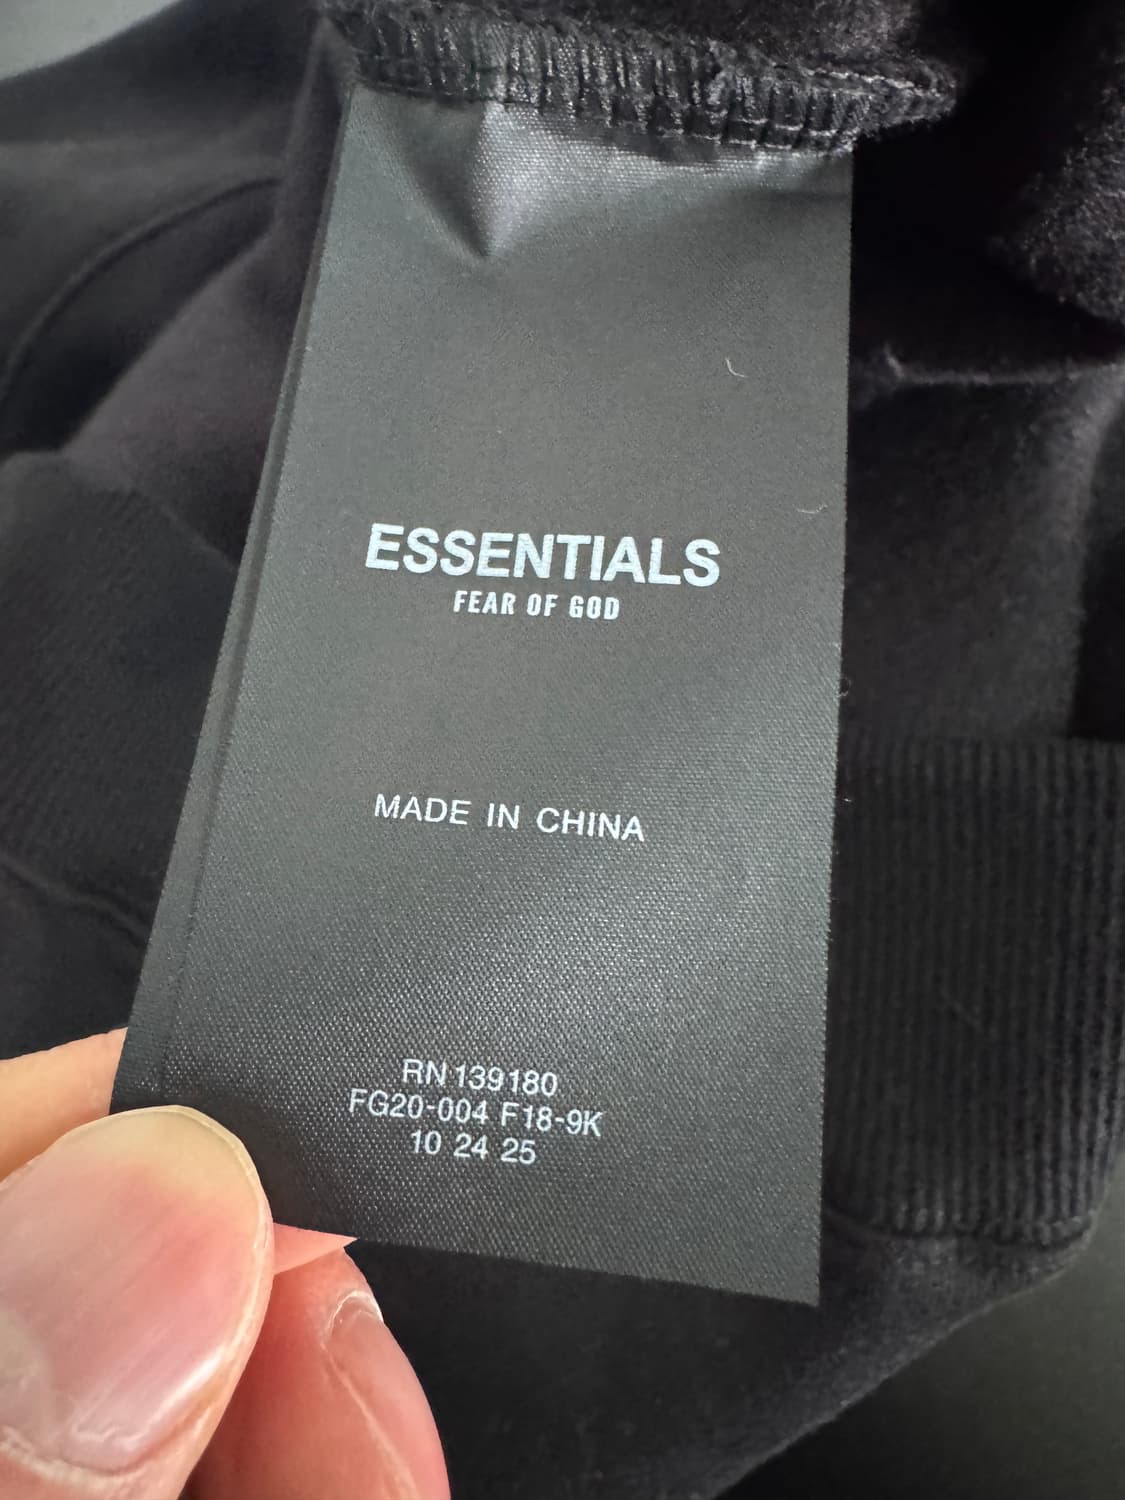 ESSENTIALS
FEAR OF GOD
MADE IN CHINA
RN 139180
FG20-004 F18-9K
10 24 25